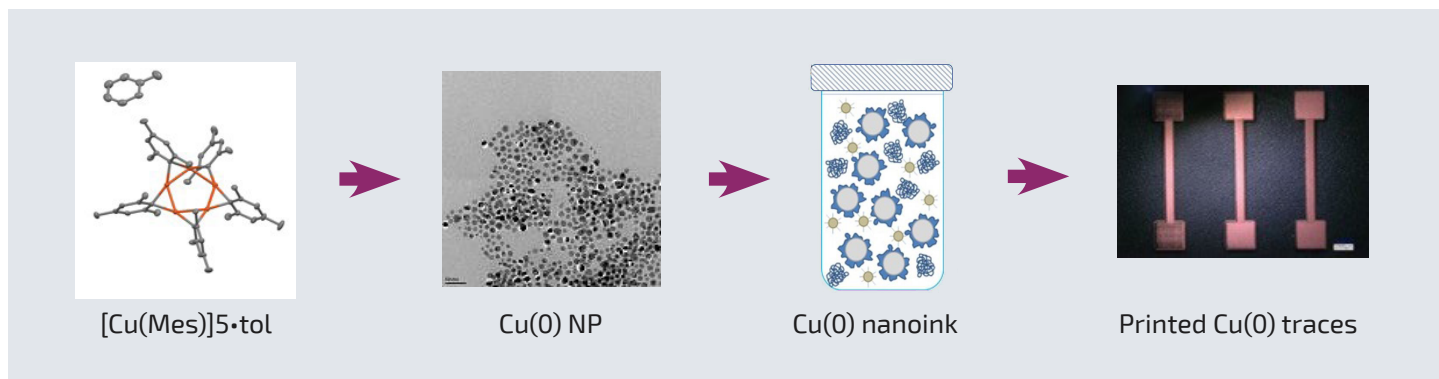 [Cu(Mes)]5•tol
Cu(0) NP
Cu(0) nanoink
Printed Cu(0) traces